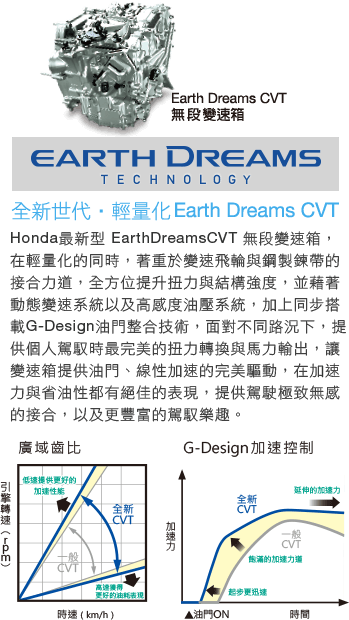 Earth Dreams CVT
無段變速箱
EARTH DREAMS
TECHNOLOGY
全新世代・輕量化Earth Dreams CVT
Honda最新型 EarthDreamsCVT 無段變速箱，
在輕量化的同時，著重於變速飛輪與鋼製鍊帶的
接合力道，全方位提升扭力與結構強度，並藉著
動態變速系統以及高感度油壓系統，加上同步搭
載G-Design油門整合技術，面對不同路況下，提
供個人駕馭時最完美的扭力轉換與馬力輸出，讓
變速箱提供油門、線性加速的完美驅動，在加速
力與省油性都有絕佳的表現，提供駕駛極致無感
的接合，以及更豐富的駕馭樂趣。
廣域齒比
引擎轉速（rpm）
低速提供更好的
加速性能
全新
CVT
一般
CVT
高速獲得
更好的油耗表現
時速 ( km/h )
G-Design加速控制
加速力
延伸的加速力
全新
CVT
一般
CVT
飽滿的加速力道
起步更迅速
▲油門ON
時間